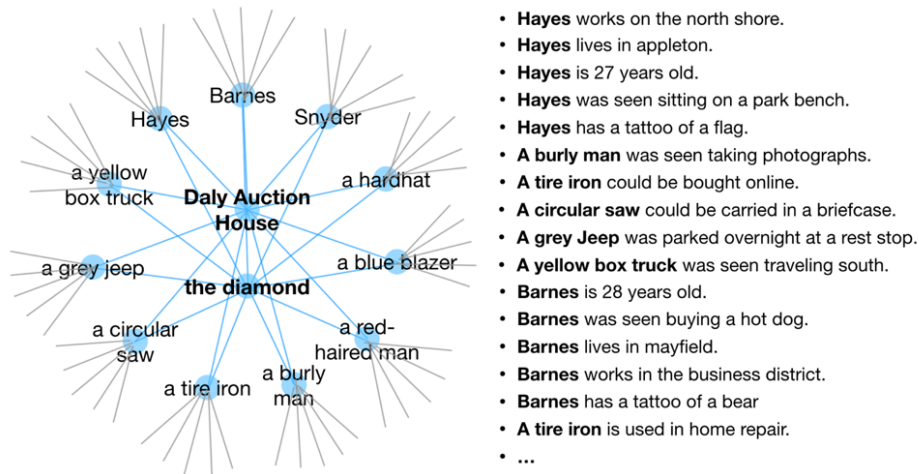 Barnes
Hayes
Snyder
a yellow
box truck
a hardhat
Daly Auction
House
a grey jeep
a blue blazer
the diamond
a circular
saw
a red-
haired man
a tire iron
a burly
man
• Hayes works on the north shore.
• Hayes lives in appleton.
• Hayes is 27 years old.
• Hayes was seen sitting on a park bench.
• Hayes has a tattoo of a flag.
• A burly man was seen taking photographs.
• A tire iron could be bought online.
• A circular saw could be carried in a briefcase.
• A grey Jeep was parked overnight at a rest stop.
• A yellow box truck was seen traveling south.
• Barnes is 28 years old.
• Barnes was seen buying a hot dog.
• Barnes lives in mayfield.
• Barnes works in the business district.
• Barnes has a tattoo of a bear
• A tire iron is used in home repair.
• ...